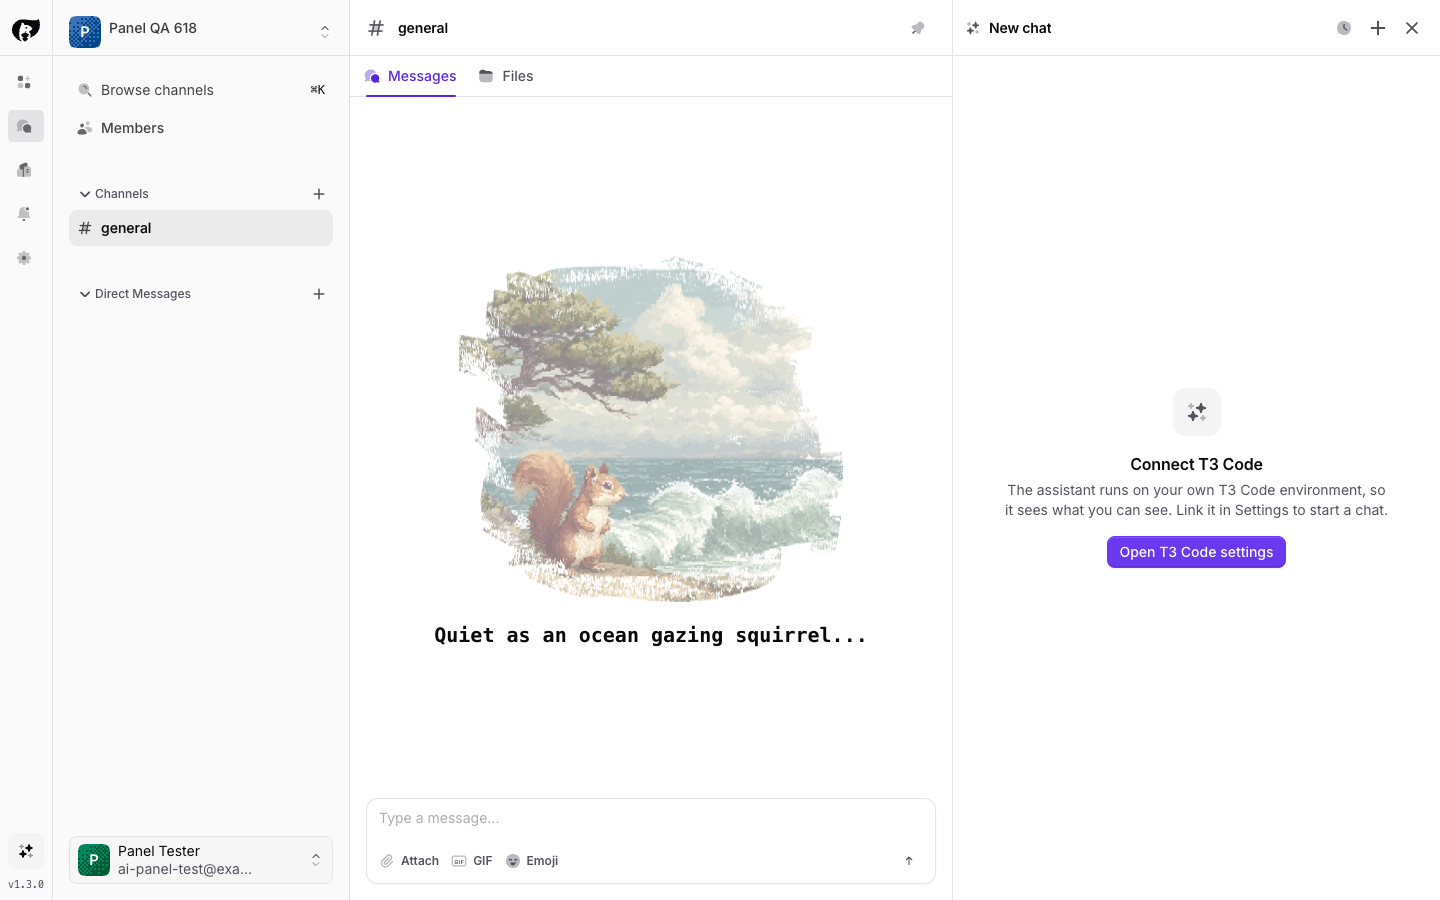 P
Panel QA 618
Browse channels
⌘K
Members
Channels
general
Direct Messages
P
Panel Tester
ai-panel-test@exa...
v1.3.0
general
Messages
Files
Quiet as an ocean gazing squirrel...
Type a message...
Attach
GIF
GIF
Emoji
New chat
Connect T3 Code
The assistant runs on your own T3 Code environment, so
it sees what you can see. Link it in Settings to start a chat.
Open T3 Code settings